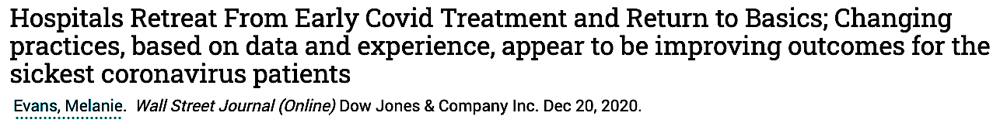 Hospitals Retreat From Early Covid Treatment and Return to Basics; Changing
practices, based on data and experience, appear to be improving outcomes for the
sickest coronavirus patients
Evans, Melanie. Wall Street Journal (Online) Dow Jones & Company Inc. Dec 20, 2020.